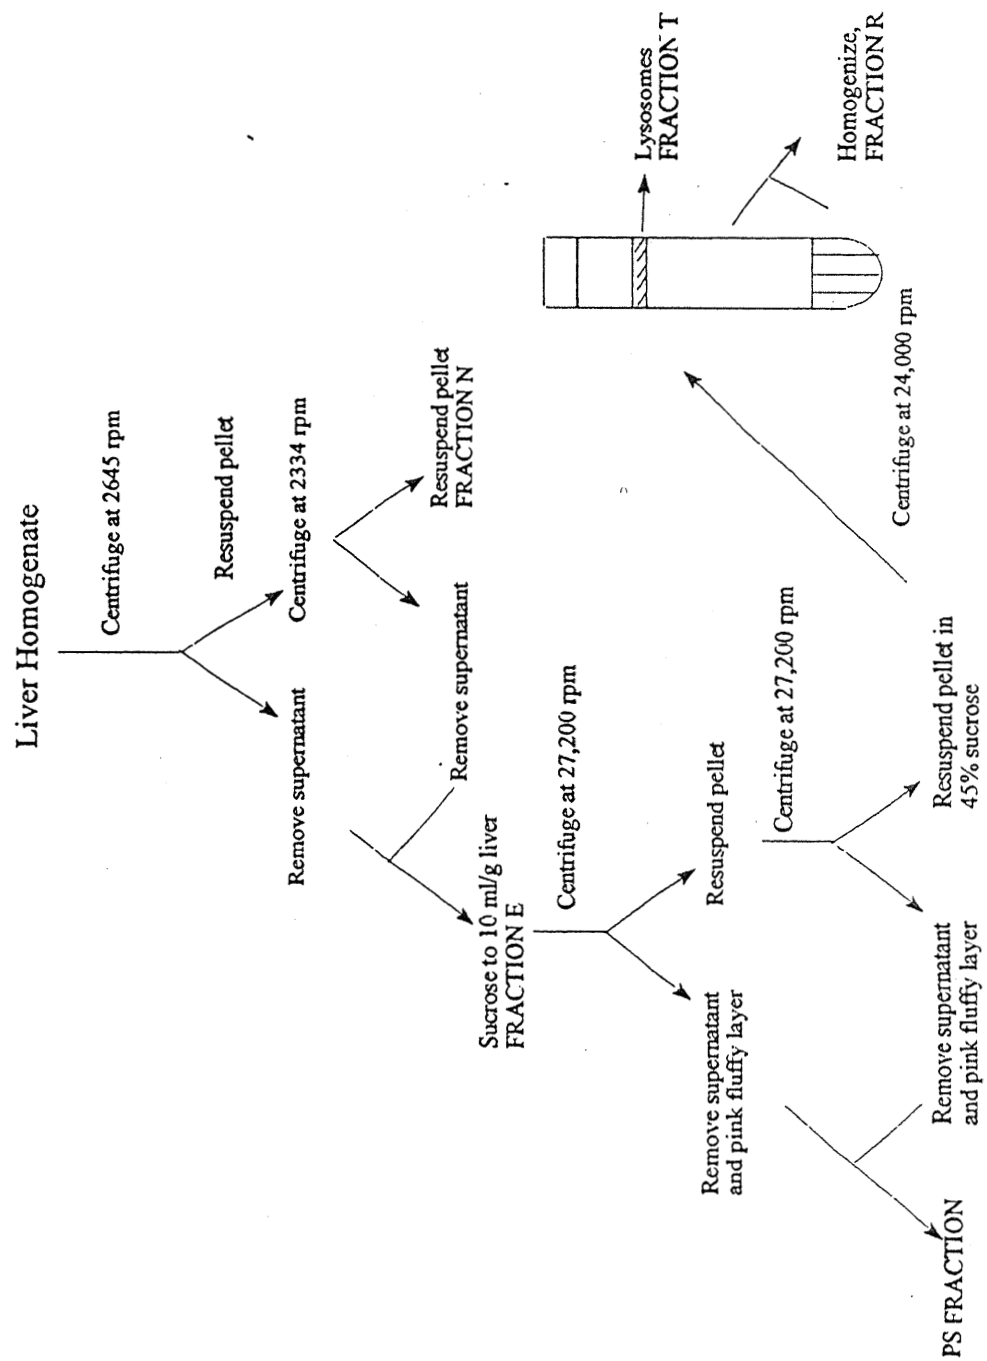 Liver Homogenate
Centrifuge at 2645 rpm
Remove supernatant
Resuspend pellet
Centrifuge at 2334 rpm
Remove supernatant
Resuspend pellet
FRACTION N
Sucrose to 10 ml/g liver
FRACTION E
Centrifuge at 27,200 rpm
Remove supernatant
and pink fluffy layer
Resuspend pellet
Centrifuge at 27,200 rpm
Remove supernatant
and pink fluffy layer
Resuspend pellet in
45% sucrose
PS FRACTION
Centrifuge at 24,000 rpm
Lysosomes
FRACTION T
Homogenize,
FRACTION R